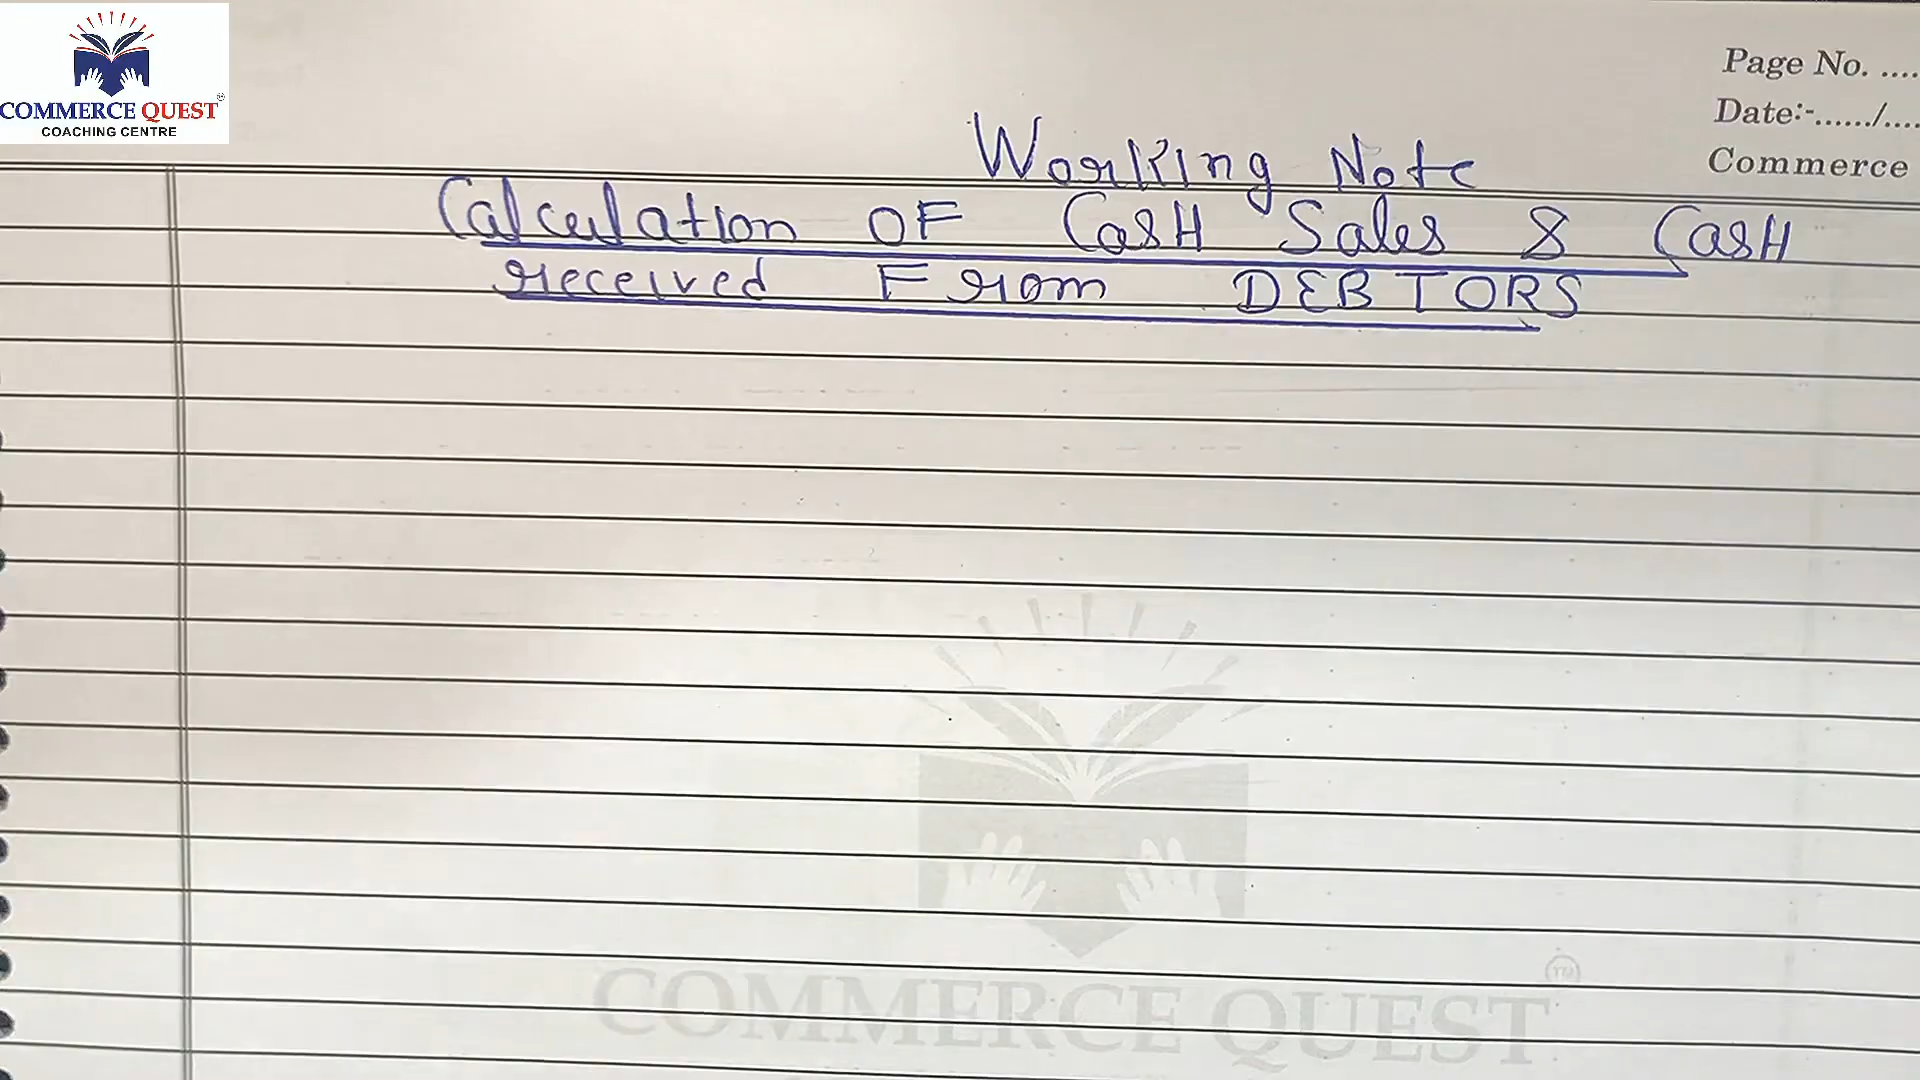 COMMERCE QUEST
COACHING CENTRE
Page No. ....
Date:-....../....
Commerce
Working Note
Calculation OF CasH Sales & CasH
received From DEBTORS
COMMERCE QUEST